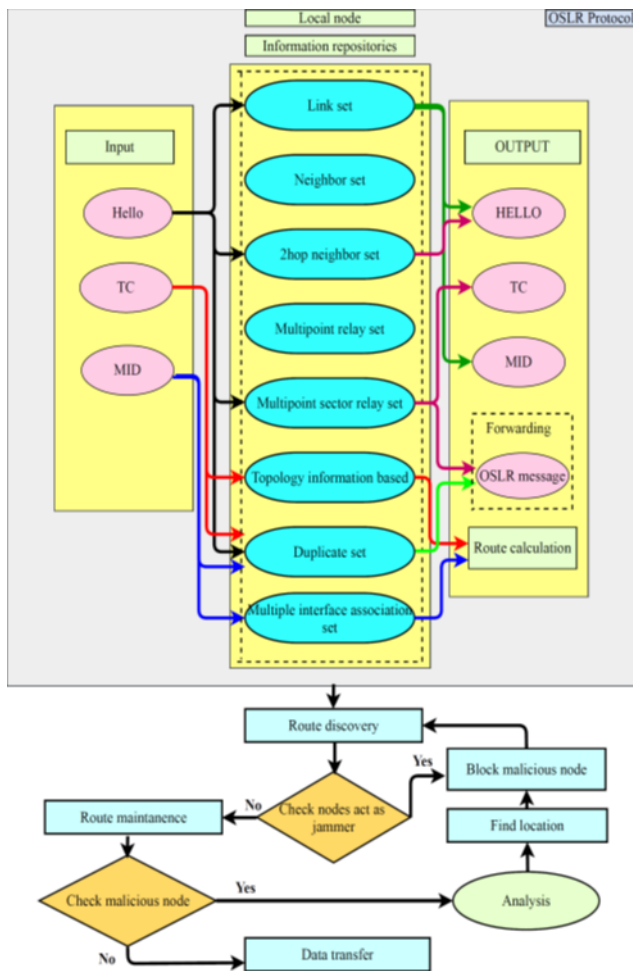 Local node
OSLR Protocol
Information repositories
Input
Hello
TC
MID
Link set
Neighbor set
2hop neighbor set
Multipoint relay set
Multipoint sector relay set
Topology information based
Duplicate set
Multiple interface association
set
OUTPUT
HELLO
TC
MID
Forwarding
OSLR message
Route calculation
Route discovery
Yes
Block malicious node
No
Check nodes act as
jammer
Route maintanence
Find location
Check malicious node
Yes
Analysis
No
Data transfer